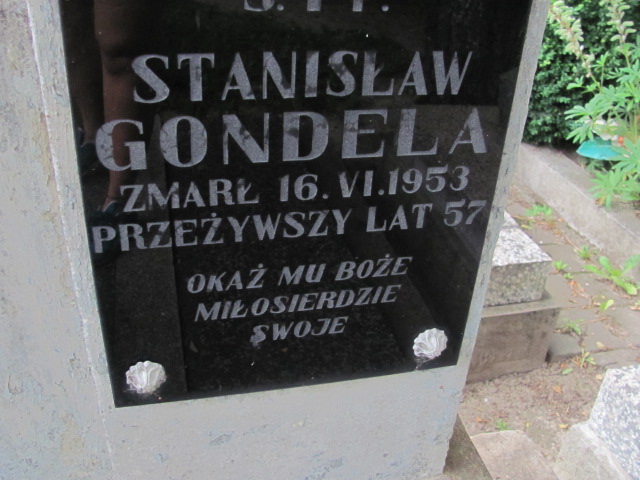 Ś. † P.
STANISŁAW
GONDELA
ZMARŁ 16.VI.1953
PRZEŻYWSZY LAT 57
OKAŻ MU BOŻE
MIŁOSIERDZIE
SWOJE